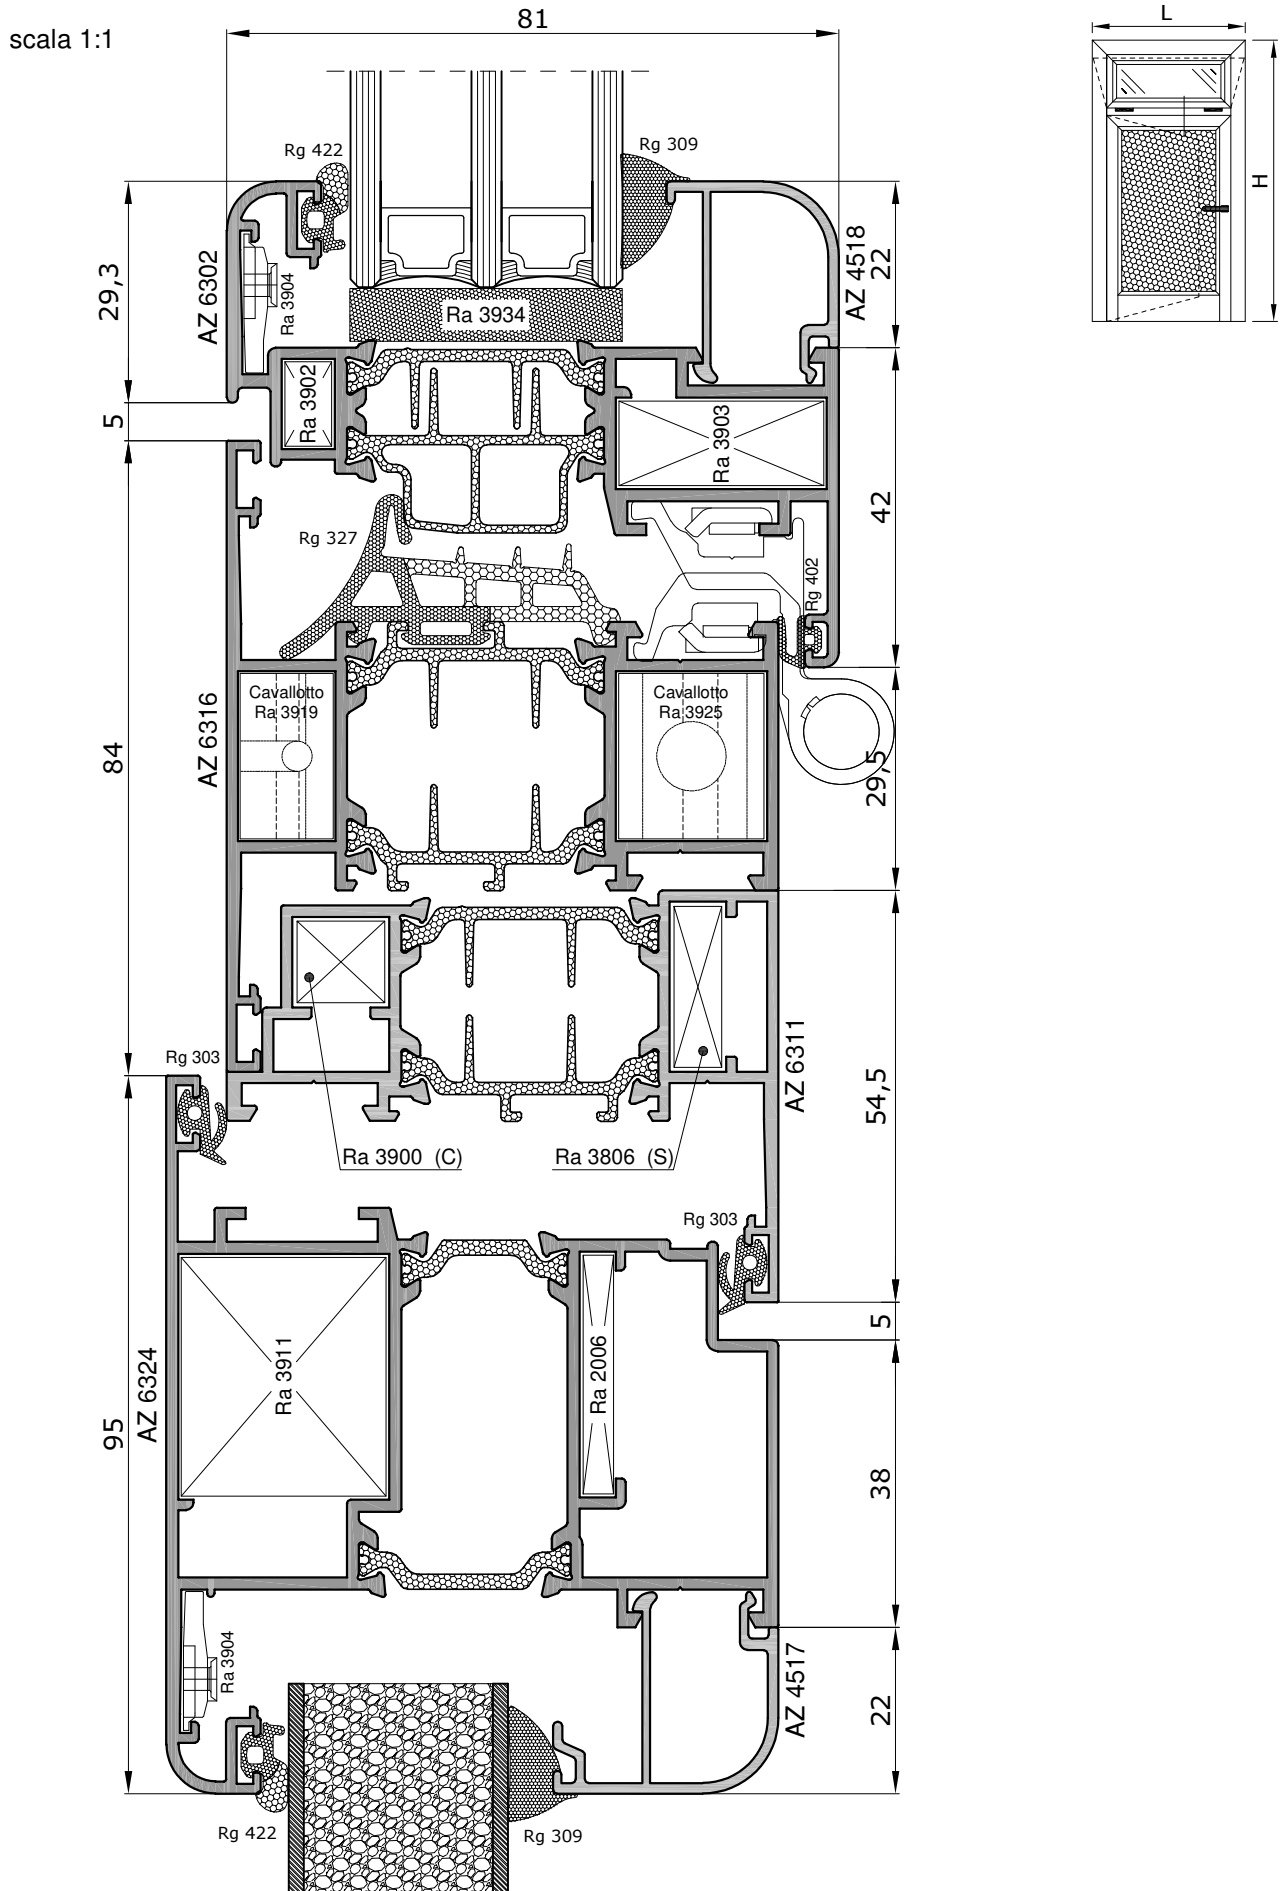 81
L
scala 1:1
Rg 422
Rg 309
H
29,3
AZ 6302
Ra 3904
Ra 3934
AZ 4518
22
5
Ra 3902
Ra 3903
42
Rg 327
Rg 402
Cavallotto
Ra 3919
Cavallotto
Ra 3925
84
AZ 6316
29,5
Rg 303
AZ 6311
54,5
Ra 3900 (C)
Ra 3806 (S)
Rg 303
5
95
AZ 6324
Ra 3911
Ra 2006
38
Ra 3904
AZ 4517
22
Rg 422
Rg 309